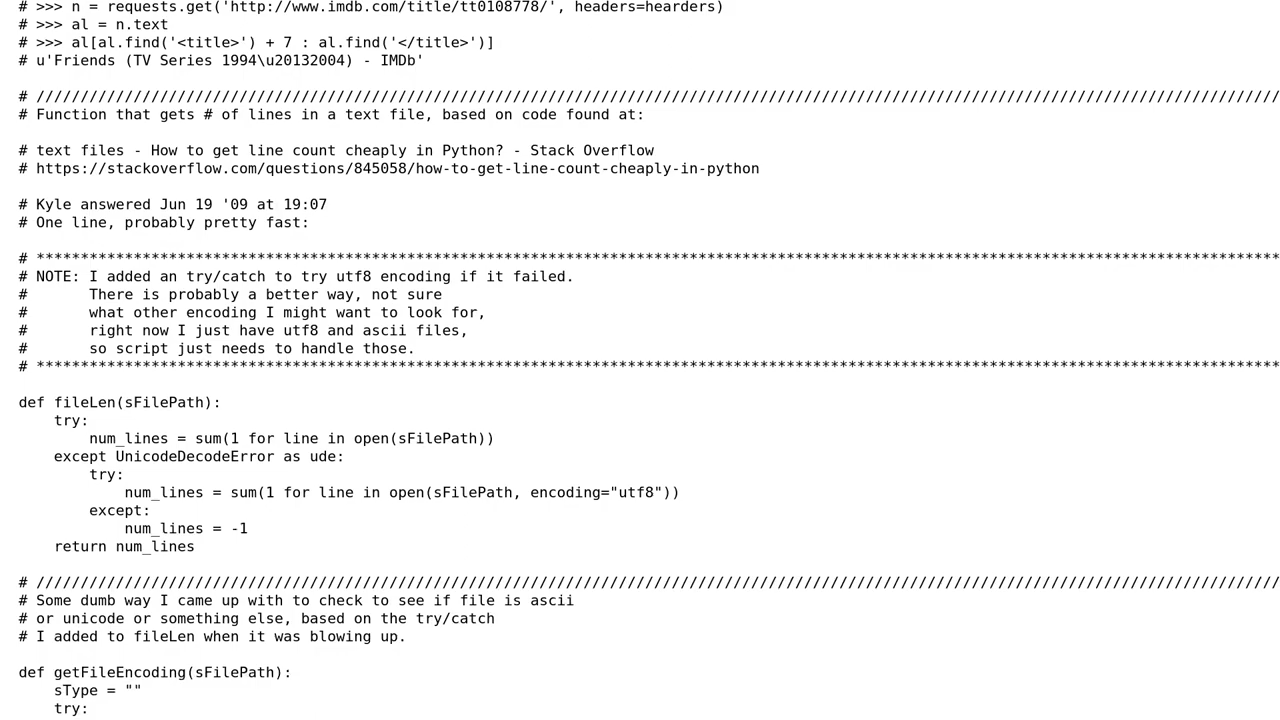 # >>> n = requests.get('http://www.imdb.com/title/tt0108778/', headers=hearders)
# >>> al = n.text
# >>> al[al.find('<title>') + 7 : al.find('</title>')]
# u'Friends (TV Series 1994\u20132004) - IMDb'
# /////////////////////////////////////////////////////////////////////////////////////////////////////////////////////////////////////////////
# Function that gets # of lines in a text file, based on code found at:
# text files - How to get line count cheaply in Python? - Stack Overflow
# https://stackoverflow.com/questions/845058/how-to-get-line-count-cheaply-in-python
# Kyle answered Jun 19 '09 at 19:07
# One line, probably pretty fast:
# *********************************************************************************************************************************************
# NOTE: I added an try/catch to try utf8 encoding if it failed.
#       There is probably a better way, not sure
#       what other encoding I might want to look for,
#       right now I just have utf8 and ascii files,
#       so script just needs to handle those.
# *********************************************************************************************************************************************
def fileLen(sFilePath):
    try:
        num_lines = sum(1 for line in open(sFilePath))
    except UnicodeDecodeError as ude:
        try:
            num_lines = sum(1 for line in open(sFilePath, encoding="utf8"))
        except:
            num_lines = -1
    return num_lines
# /////////////////////////////////////////////////////////////////////////////////////////////////////////////////////////////////////////////
# Some dumb way I came up with to check to see if file is ascii
# or unicode or something else, based on the try/catch
# I added to fileLen when it was blowing up.
def getFileEncoding(sFilePath):
    sType = ""
    try: